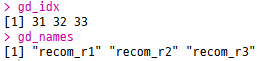 > gd_idx
[1] 31 32 33
> gd_names
[1] "recom_r1" "recom_r2" "recom_r3"